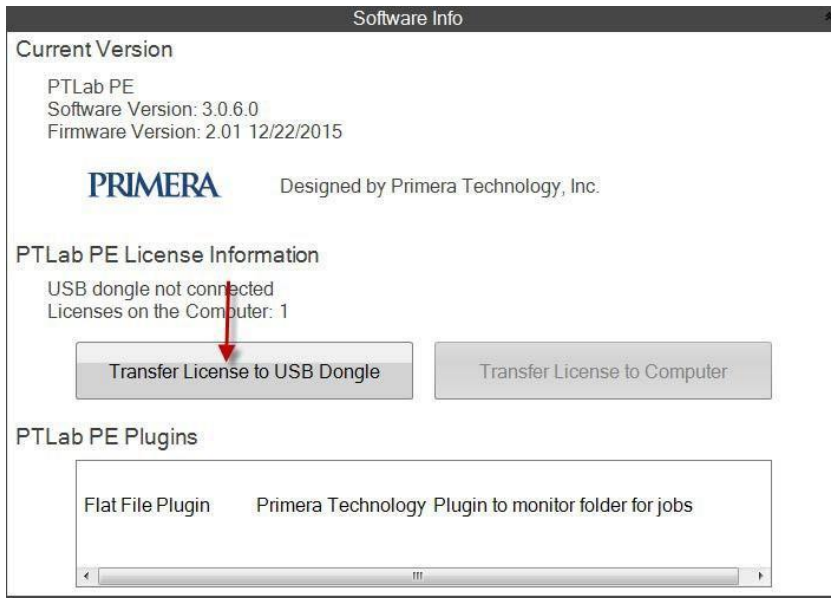 Software Info
Current Version
PTLab PE
Software Version: 3.0.6.0
Firmware Version: 2.01 12/22/2015
PRIMERA Designed by Primera Technology, Inc.
PTLab PE License Information
USB dongle not connected
Licenses on the Computer: 1
Transfer License to USB Dongle Transfer License to Computer
PTLab PE Plugins
Flat File Plugin Primera Technology Plugin to monitor folder for jobs